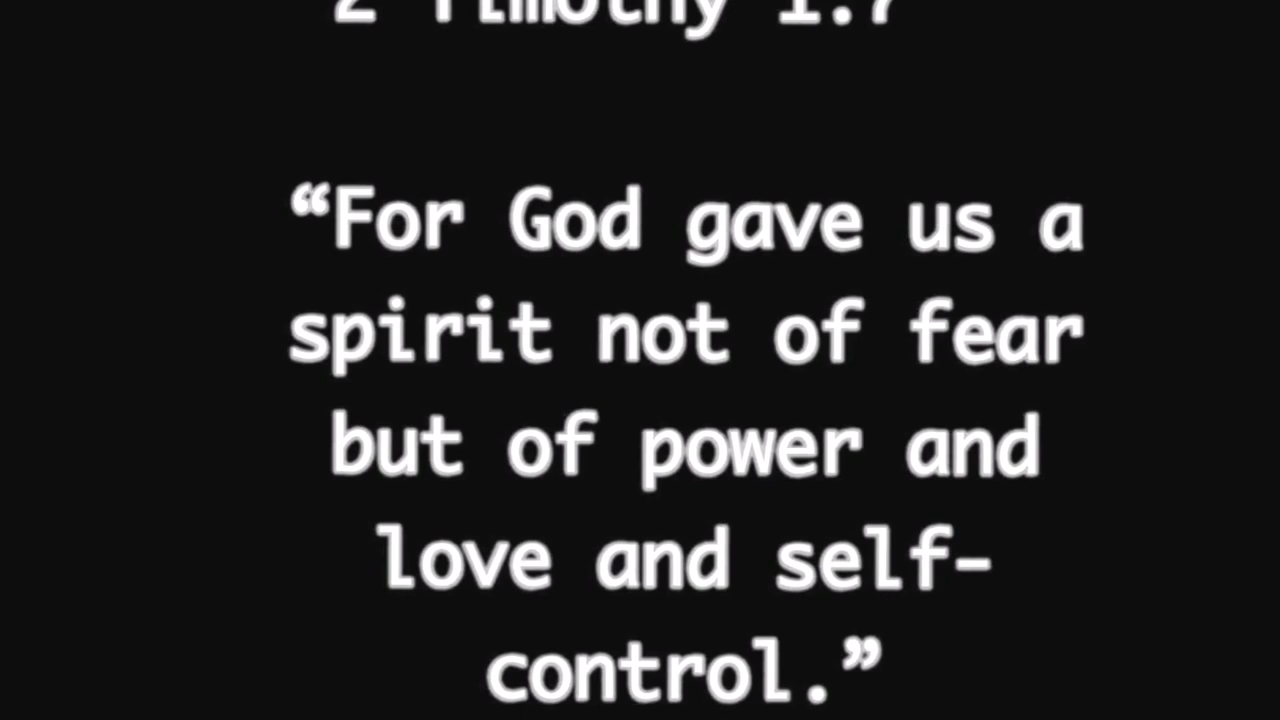 2 Timothy 1:7
“For God gave us a
spirit not of fear
but of power and
love and self-
control.”